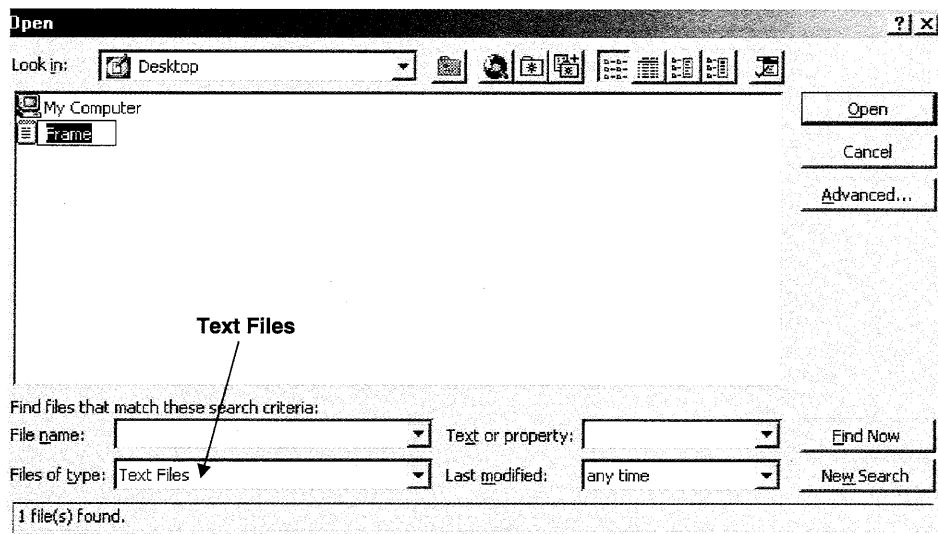 Open
Look in: Desktop
My Computer
Frame
Open
Cancel
Advanced...
Text Files
Find files that match these search criteria:
File name: Text or property: Find Now
Files of type: Text Files Last modified: any time New Search
1 file(s) found.